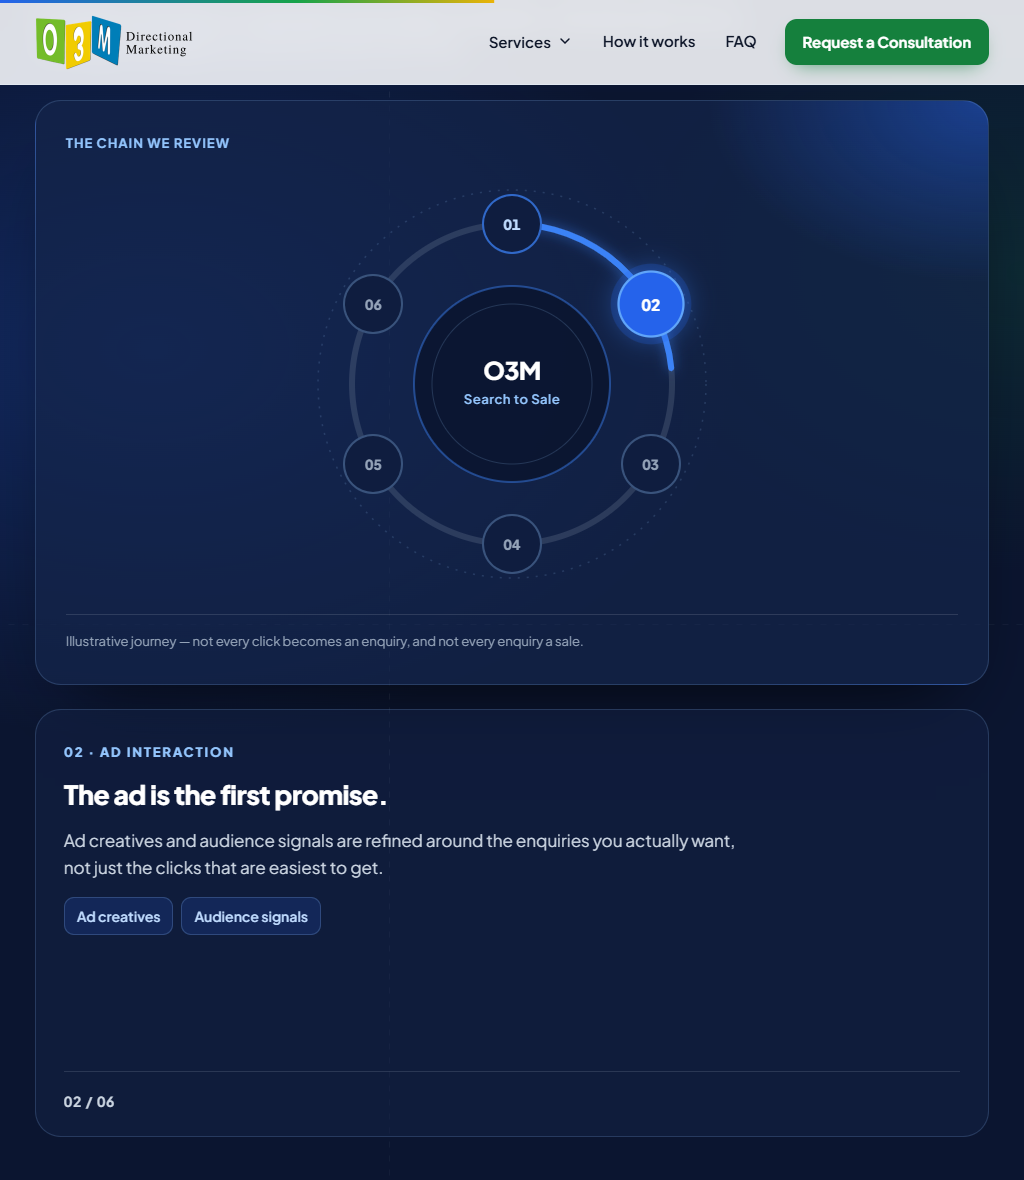 O3M
Directional
Marketing
Services
How it works
FAQ
Request a Consultation
THE CHAIN WE REVIEW
01
02
03
04
05
06
O3M
Search to Sale
Illustrative journey — not every click becomes an enquiry, and not every enquiry a sale.
02 · AD INTERACTION
The ad is the first promise.
Ad creatives and audience signals are refined around the enquiries you actually want,
not just the clicks that are easiest to get.
Ad creatives
Audience signals
02 / 06